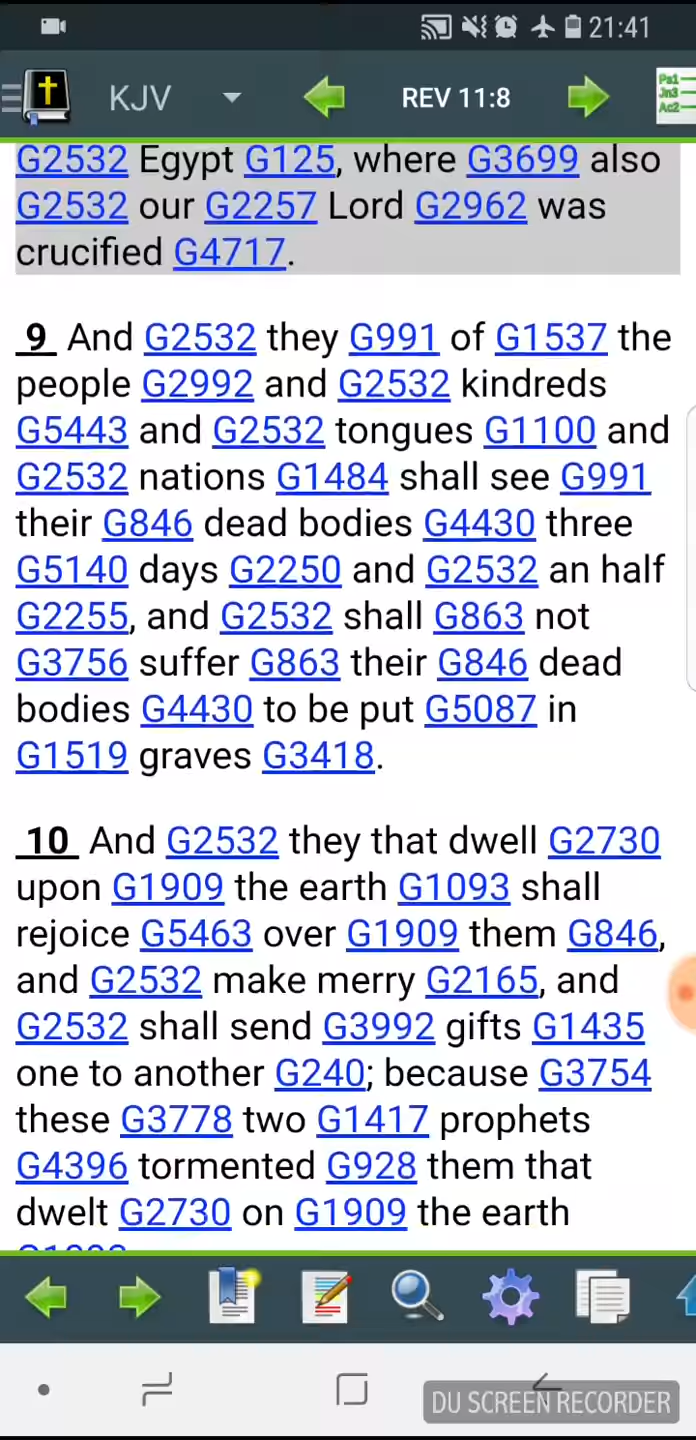 21:41
KJV
REV 11:8
Ps1
Jn3
Ac2
G2532 Egypt G125, where G3699 also
G2532 our G2257 Lord G2962 was
crucified G4717.
9 And G2532 they G991 of G1537 the
people G2992 and G2532 kindreds
G5443 and G2532 tongues G1100 and
G2532 nations G1484 shall see G991
their G846 dead bodies G4430 three
G5140 days G2250 and G2532 an half
G2255, and G2532 shall G863 not
G3756 suffer G863 their G846 dead
bodies G4430 to be put G5087 in
G1519 graves G3418.
10 And G2532 they that dwell G2730
upon G1909 the earth G1093 shall
rejoice G5463 over G1909 them G846,
and G2532 make merry G2165, and
G2532 shall send G3992 gifts G1435
one to another G240; because G3754
these G3778 two G1417 prophets
G4396 tormented G928 them that
dwelt G2730 on G1909 the earth
DU SCREEN RECORDER